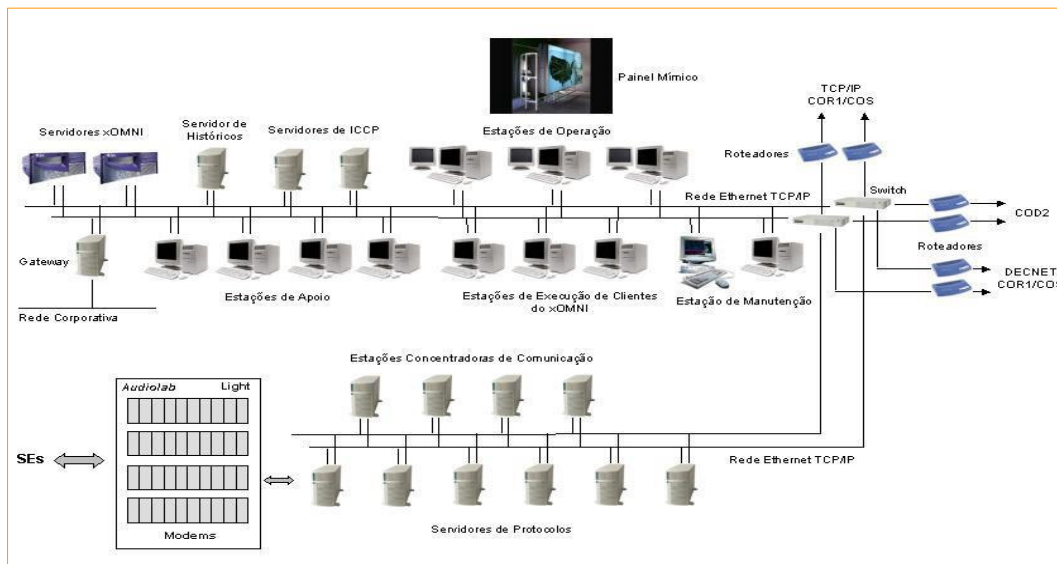 Painel Mímico
TCP/IP
COR1/COS
Servidores xOMNI
Servidor de
Históricos
Servidores de ICCP
Estações de Operação
Roteadores
Rede Ethernet TCP/IP
Switch
COD2
Roteadores
Gateway
DECNET
COR1/COS
Estações de Apoio
Estações de Execução de Clientes
do xOMNI
Estação de Manutenção
Rede Corporativa
Estações Concentradoras de Comunicação
Audiolab
Light
SEs
Rede Ethernet TCP/IP
Servidores de Protocolos
Modems